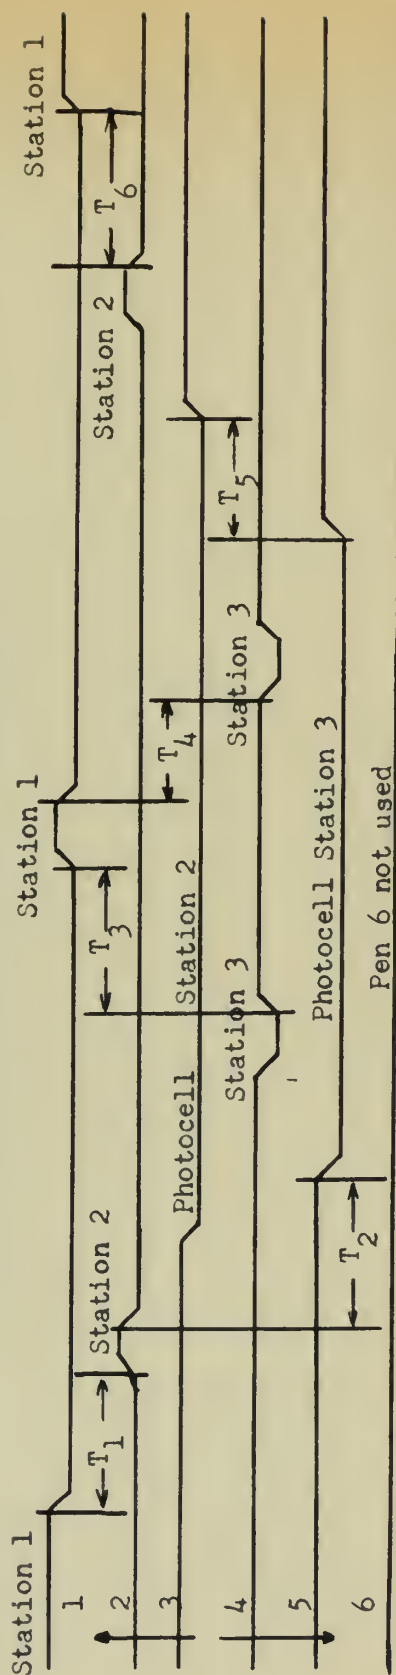 Station 1
Station 1
Station 1
1
Station 2
Station 2
T1
T3
T6
2
Photocell Station 2
T4
3
Station 3
Station 3
T5
4
Photocell Station 3
5
T2
Pen 6 not used
6